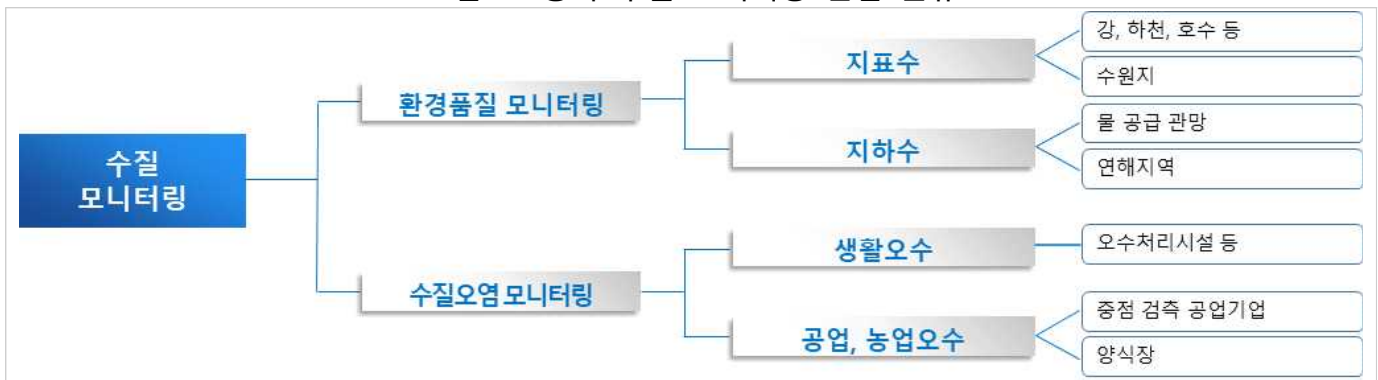 수질
모니터링
환경품질 모니터링
지표수
강, 하천, 호수 등
수원지
지하수
물 공급 관망
연해지역
수질오염 모니터링
생활오수
오수처리시설 등
공업, 농업오수
중점 검측 공업기업
양식장